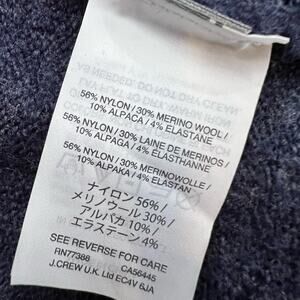 56% NYLON / 30% MERINO WOOL /
10% ALPACA / 4% ELASTANE
56% NYLON / 30% LAINE DE MERINOS /
10% ALPAGA / 4% ELASTHANNE
56% NYLON / 30% MERINOWOLLE /
10% ALPAKA / 4% ELASTAN
ナイロン 56% /
メリノウール 30% /
アルパカ 10% /
エラステーン 4%
SEE REVERSE FOR CARE
RN77388 CA56445
J.CREW U.K. Ltd EC4V 6JA